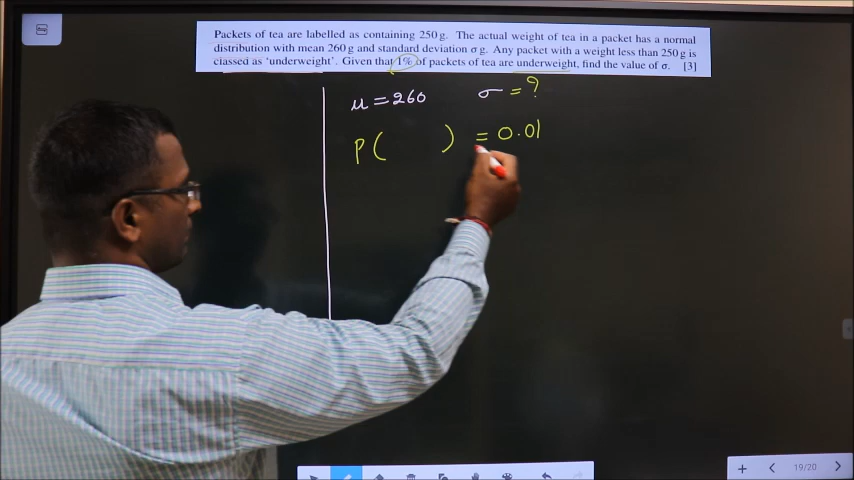 Packets of tea are labelled as containing 250 g. The actual weight of tea in a packet has a normal
distribution with mean 260 g and standard deviation σ g. Any packet with a weight less than 250 g is
classed as ‘underweight’. Given that 1% of packets of tea are underweight, find the value of σ. [3]
μ = 260 σ = ?
P( ) = 0.01
19/20